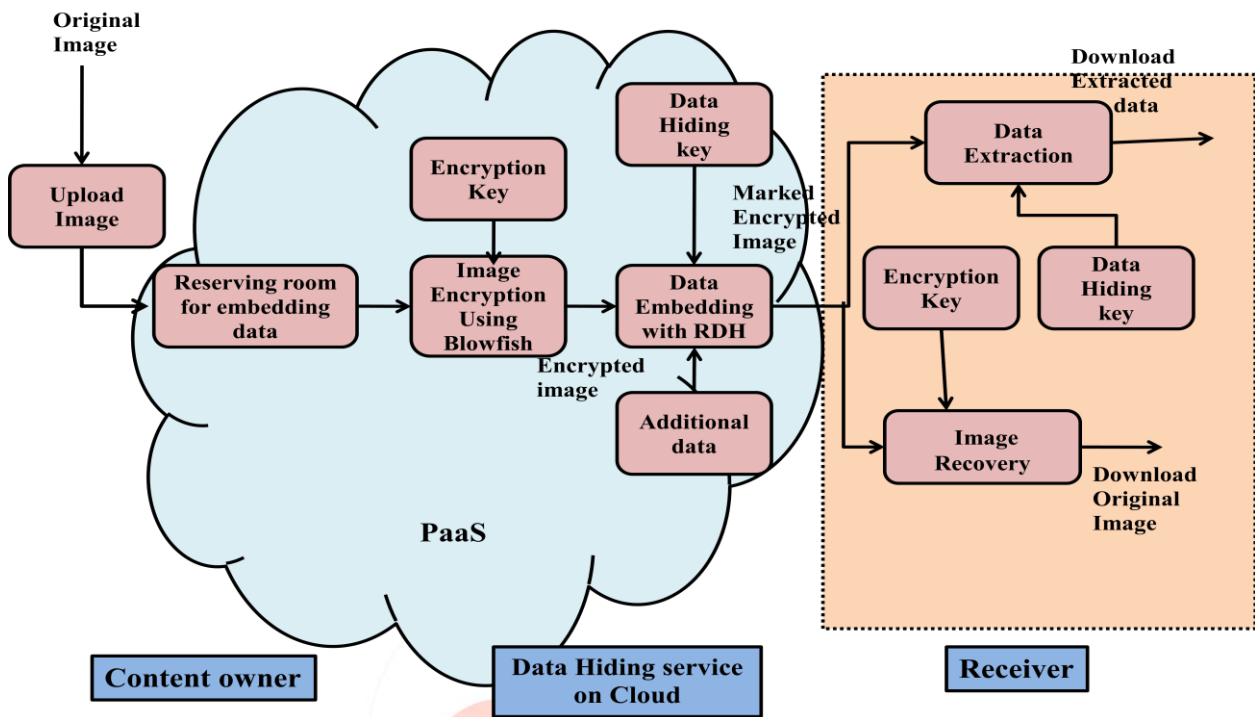 Original
Image
Upload
Image
Reserving room
for embedding
data
Encryption
Key
Image
Encryption
Using
Blowfish
Encrypted
image
Data
Hiding
key
Data
Embedding
with RDH
Additional
data
PaaS
Marked
Encrypted
Image
Download
Extracted
data
Data
Extraction
Encryption
Key
Data
Hiding
key
Image
Recovery
Download
Original
Image
Content owner
Data Hiding service
on Cloud
Receiver